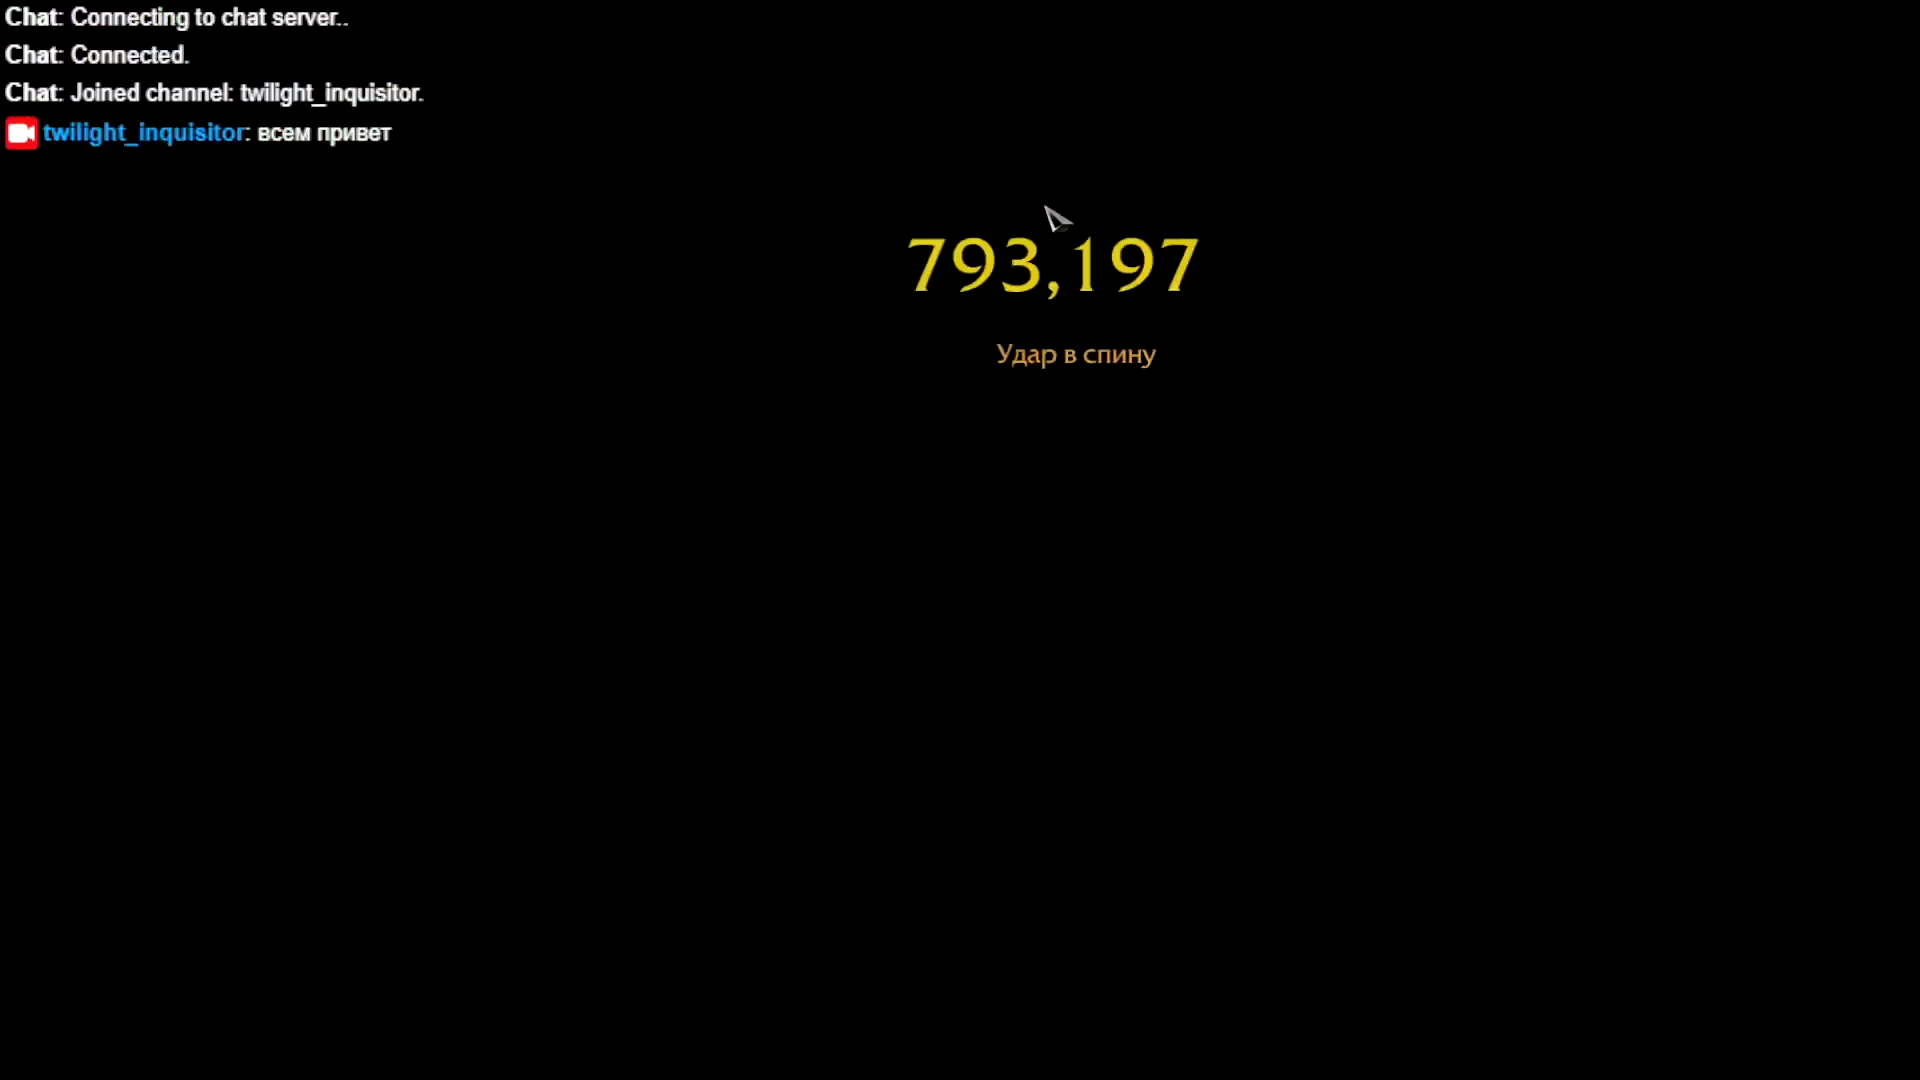 Chat: Connecting to chat server..
Chat: Connected.
Chat: Joined channel: twilight_inquisitor.
twilight_inquisitor: всем привет
793,197
Удар в спину